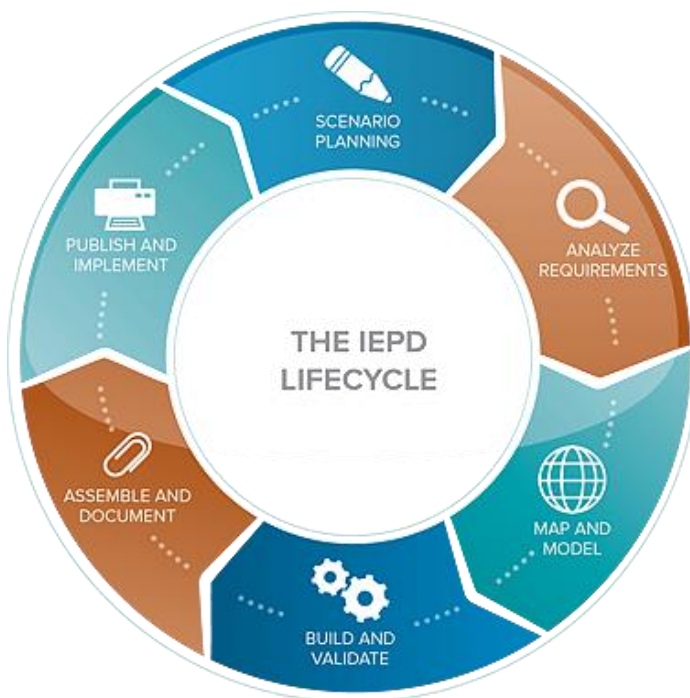 SCENARIO
PLANNING
ANALYZE
REQUIREMENTS
MAP AND
MODEL
BUILD AND
VALIDATE
ASSEMBLE AND
DOCUMENT
PUBLISH AND
IMPLEMENT
THE IEPD
LIFECYCLE